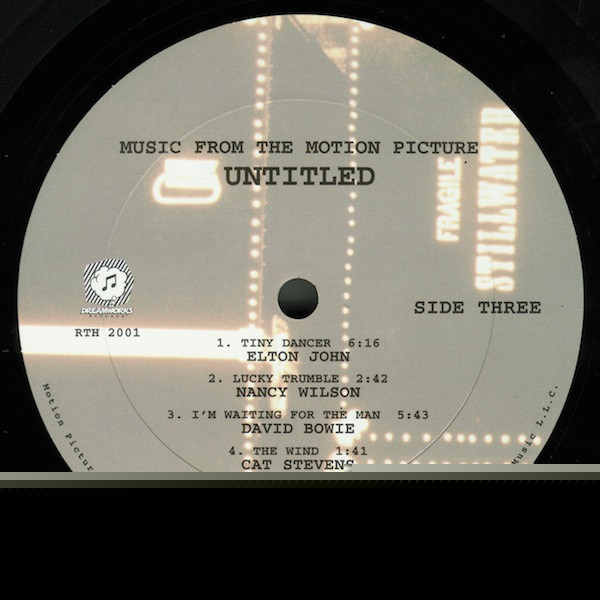 MUSIC FROM THE MOTION PICTURE
UNTITLED
FRAGILE
STILLWATER
DREAMWORKS
RECORDS
RTH 2001
SIDE THREE
1. TINY DANCER 6:16
ELTON JOHN
2. LUCKY TRUMBLE 2:42
NANCY WILSON
3. I'M WAITING FOR THE MAN 5:43
DAVID BOWIE
4. THE WIND 1:41
CAT STEVENS
Motion Pictur
Music L.L.C.